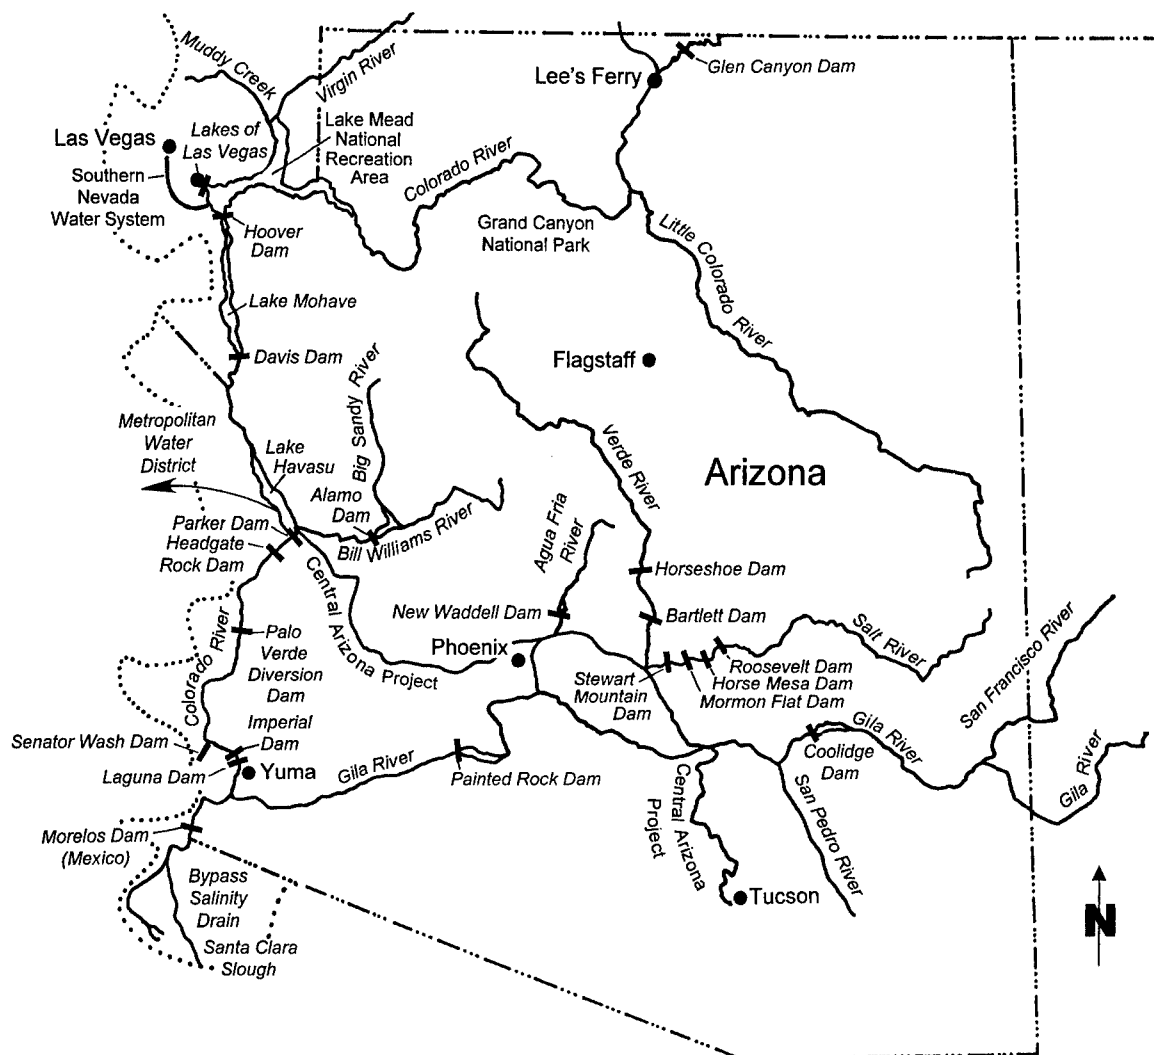 Muddy Creek
Virgin River
Lee's Ferry
Glen Canyon Dam
Las Vegas
Lakes of
Las Vegas
Lake Mead
National
Recreation
Area
Southern
Nevada
Water System
Colorado River
Grand Canyon
National Park
Little Colorado River
Hoover
Dam
Lake Mohave
Davis Dam
Flagstaff
Big Sandy River
Metropolitan
Water
District
Lake
Havasu
Verde River
Arizona
Alamo
Dam
Bill Williams River
Agua Fria
River
Parker Dam
Headgate
Rock Dam
Central Arizona Project
Horseshoe Dam
New Waddell Dam
Bartlett Dam
Colorado River
Palo
Verde
Diversion
Dam
Phoenix
Salt River
Stewart
Mountain
Dam
Roosevelt Dam
Horse Mesa Dam
Mormon Flat Dam
San Francisco River
Senator Wash Dam
Imperial
Dam
Laguna Dam
Yuma
Gila River
Painted Rock Dam
Gila River
Coolidge
Dam
Gila River
Central Arizona
Project
San Pedro River
Morelos Dam
(Mexico)
Bypass
Salinity
Drain
Tucson
Santa Clara
Slough
N